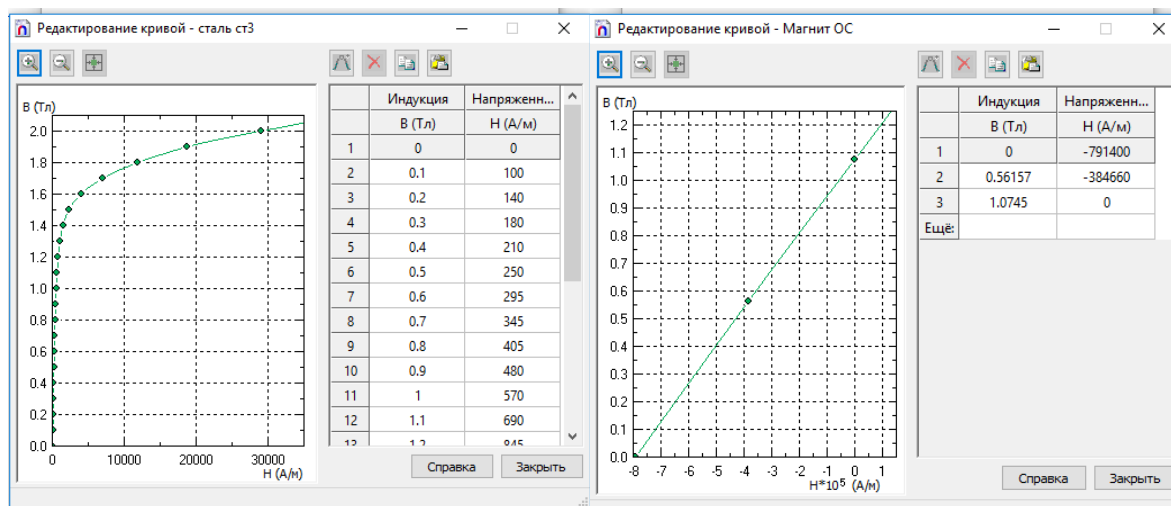 Редактирование кривой - сталь ст3
B (Тл)
2.0
1.8
1.6
1.4
1.2
1.0
0.8
0.6
0.4
0.2
0.0
0 10000 20000 30000
H (А/м)
Индукция Напряженн...
B (Тл) H (А/м)
1 0 0
2 0.1 100
3 0.2 140
4 0.3 180
5 0.4 210
6 0.5 250
7 0.6 295
8 0.7 345
9 0.8 405
10 0.9 480
11 1 570
12 1.1 690
13 1.2 845
Справка Закрыть
Редактирование кривой - Магнит ОС
B (Тл)
1.2
1.1
1.0
0.9
0.8
0.7
0.6
0.5
0.4
0.3
0.2
0.1
0.0
-8 -7 -6 -5 -4 -3 -2 -1 0 1
H*10⁵ (А/м)
Индукция Напряженн...
B (Тл) H (А/м)
1 0 -791400
2 0.56157 -384660
3 1.0745 0
Ещё:
Справка Закрыть